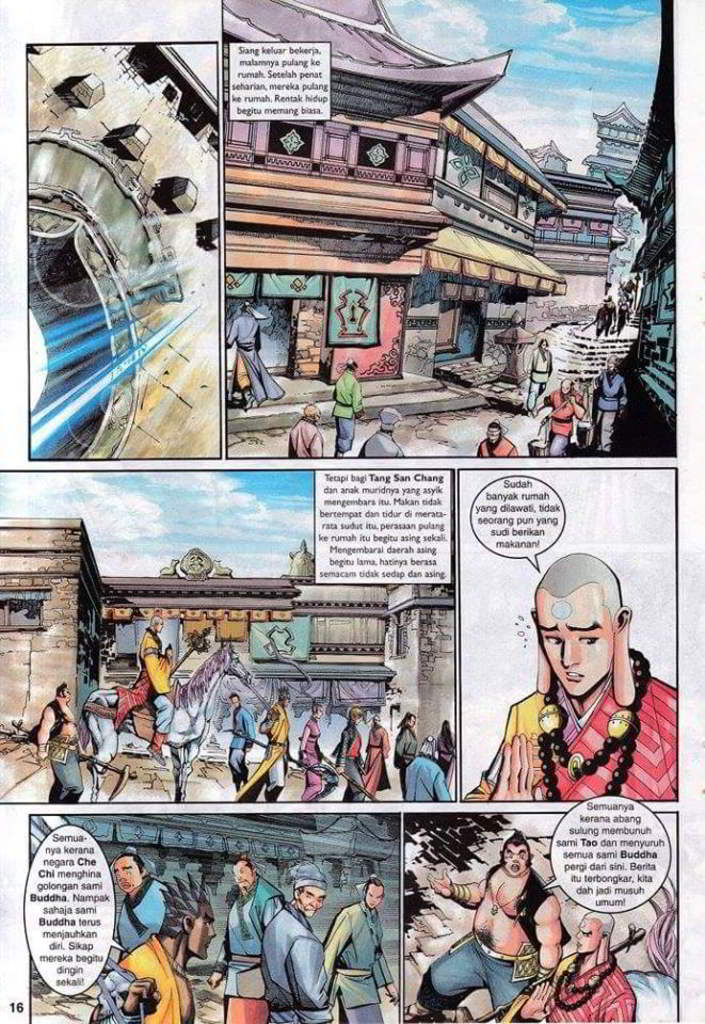 Siang keluar bekerja,
malamnya pulang ke
rumah. Setelah penat
seharian, mereka pulang
ke rumah. Rentak hidup
begitu memang biasa.
Tetapi bagi Tang San Chang
dan anak muridnya yang asyik
mengembara itu. Makan tidak
bertempat dan tidur di merata-
rata sudut itu, perasaan pulang
ke rumah itu begitu asing sekali.
Mengembarai daerah asing
begitu lama, hatinya berasa
semacam tidak sedap dan asing.
Sudah
banyak rumah
yang dilawati, tidak
seorang pun yang
sudi berikan
makanan!
Semua-
nya kerana
negara Che
Chi menghina
golongan sami
Buddha. Nampak
sahaja sami
Buddha terus
menjauhkan
diri. Sikap
mereka begitu
dingin
sekali!
Semuanya
kerana abang
sulung membunuh
sami Tao dan menyuruh
semua sami Buddha
pergi dari sini. Berita
itu terbongkar, kita
dah jadi musuh
umum!
16